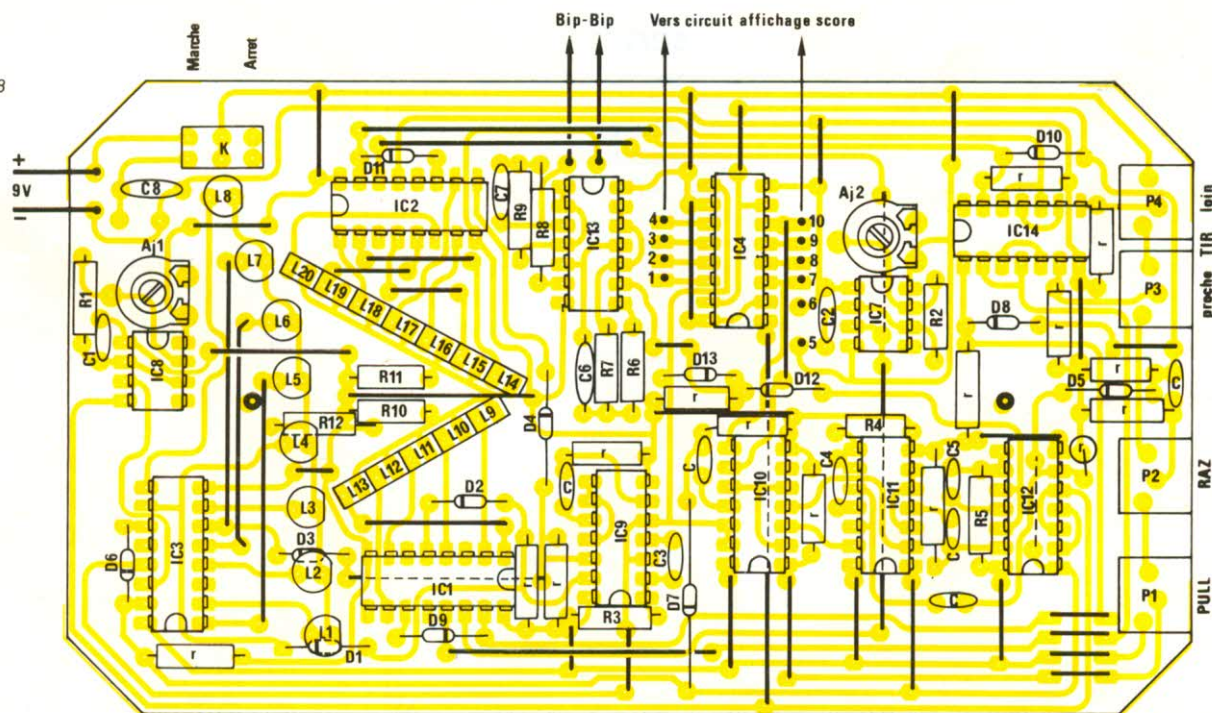 Bip-Bip
Vers circuit affichage score
Marche
Arret
3
+
9V
-
K
C8
L8
D11
IC2
C7
R9
R8
IC13
4
3
2
1
IC4
10
9
8
7
6
5
Aj2
D10
r
IC14
r
P4
loin
TIR
P3
proche
Aj1
R1
C1
IC8
L7
L6
L5
L4
L3
L2
L1
L20
L19
L18
L17
L16
L15
L14
R11
R10
R12
L9
L10
L11
L12
L13
D4
C6
R7
R6
D13
r
D12
C2
IC7
R2
D8
r
r
r
D5
r
C
r
IC3
D6
r
D3
D1
D2
IC1
D9
r
r
r
C
IC9
R3
C3
D7
C
r
IC10
r
C4
R4
IC11
r
C5
C
R5
IC12
C
P2
RAZ
P1
PULL